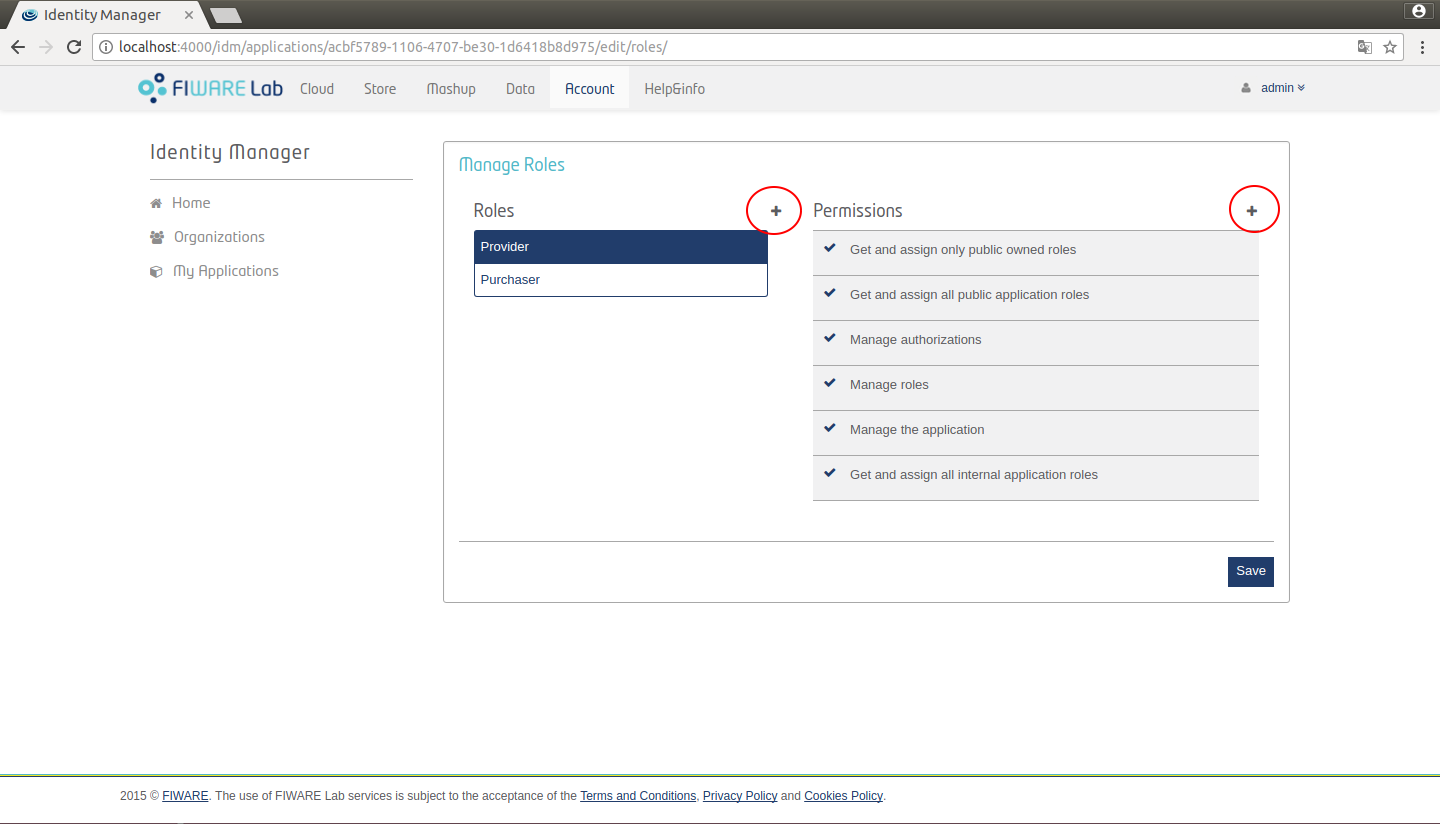 Identity Manager
localhost:4000/idm/applications/acbf5789-1106-4707-be30-1d6418b8d975/edit/roles/
FIWARE Lab Cloud Store Mashup Data Account Help&info admin
Identity Manager
Home
Organizations
My Applications
Manage Roles
Roles
Provider
Purchaser
Permissions
Get and assign only public owned roles
Get and assign all public application roles
Manage authorizations
Manage roles
Manage the application
Get and assign all internal application roles
Save
2015 © FIWARE. The use of FIWARE Lab services is subject to the acceptance of the Terms and Conditions, Privacy Policy and Cookies Policy.